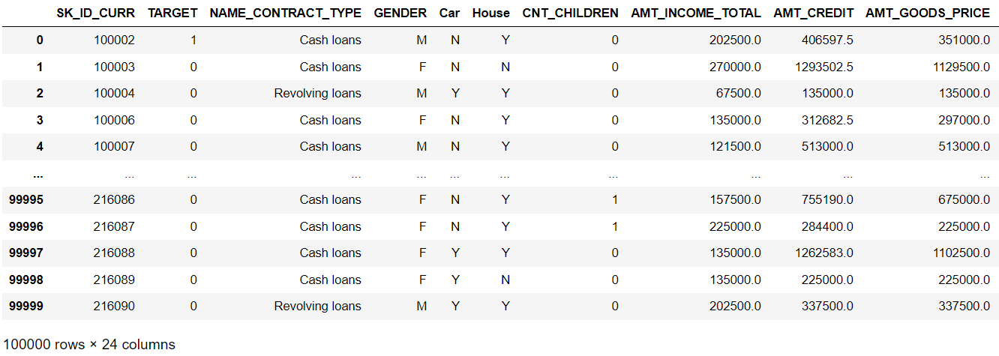 SK_ID_CURR TARGET NAME_CONTRACT_TYPE GENDER Car House CNT_CHILDREN AMT_INCOME_TOTAL AMT_CREDIT AMT_GOODS_PRICE
0 100002 1 Cash loans M N Y 0 202500.0 406597.5 351000.0
1 100003 0 Cash loans F N N 0 270000.0 1293502.5 1129500.0
2 100004 0 Revolving loans M Y Y 0 67500.0 135000.0 135000.0
3 100006 0 Cash loans F N Y 0 135000.0 312682.5 297000.0
4 100007 0 Cash loans M N Y 0 121500.0 513000.0 513000.0
... ... ... ... ... ... ... ... ... ... ...
99995 216086 0 Cash loans F N Y 1 157500.0 755190.0 675000.0
99996 216087 0 Cash loans F N Y 1 225000.0 284400.0 225000.0
99997 216088 0 Cash loans F Y Y 0 135000.0 1262583.0 1102500.0
99998 216089 0 Cash loans F Y N 0 135000.0 225000.0 225000.0
99999 216090 0 Revolving loans M Y Y 0 202500.0 337500.0 337500.0
100000 rows × 24 columns